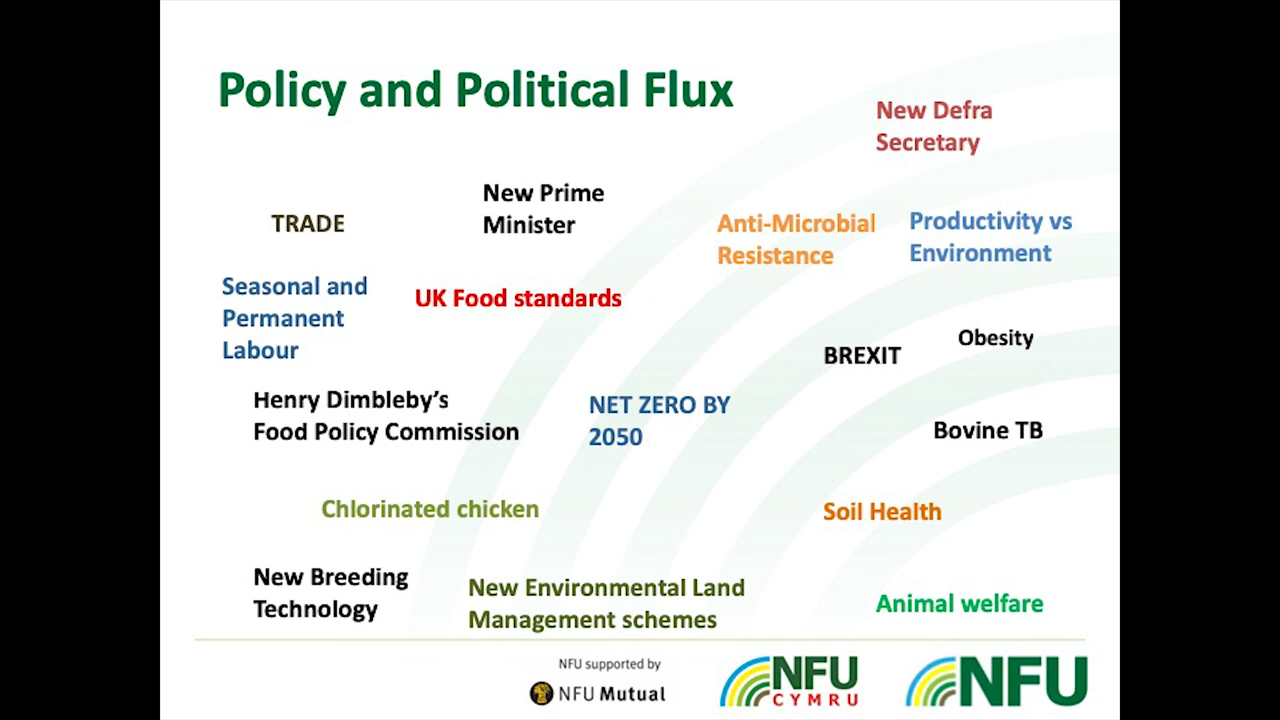 Policy and Political Flux
New Defra
Secretary
New Prime
Minister
TRADE
Anti-Microbial
Resistance
Productivity vs
Environment
Seasonal and
Permanent
Labour
UK Food standards
BREXIT
Obesity
Henry Dimbleby’s
Food Policy Commission
NET ZERO BY
2050
Bovine TB
Chlorinated chicken
Soil Health
New Breeding
Technology
New Environmental Land
Management schemes
Animal welfare
NFU supported by
NFU Mutual
NFU
CYMRU
NFU